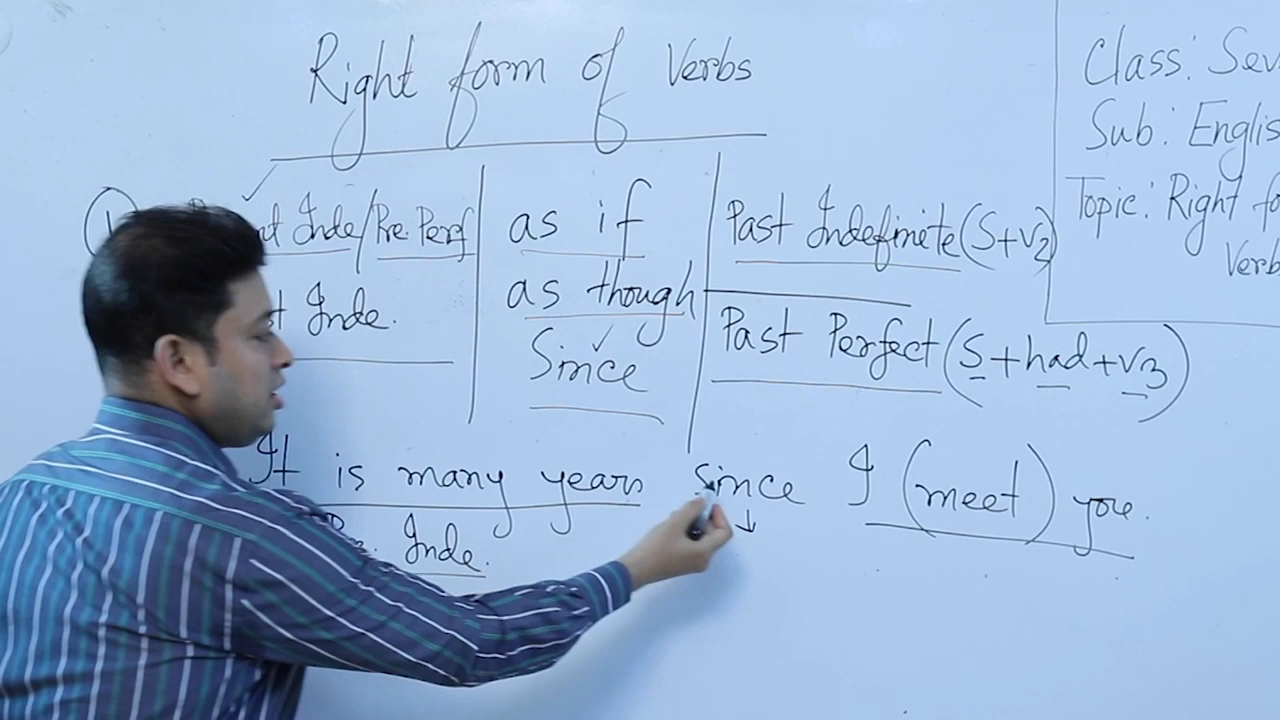 Right form of Verbs
Class: Sev
Sub: Englis
Topic: Right fo
Verb
Inde/Pre Perf
Inde.
as if
as though
Since
Past Indefinite (S+V2)
Past Perfect (S+had+V3)
It is many years since I (meet) you.
Inde.